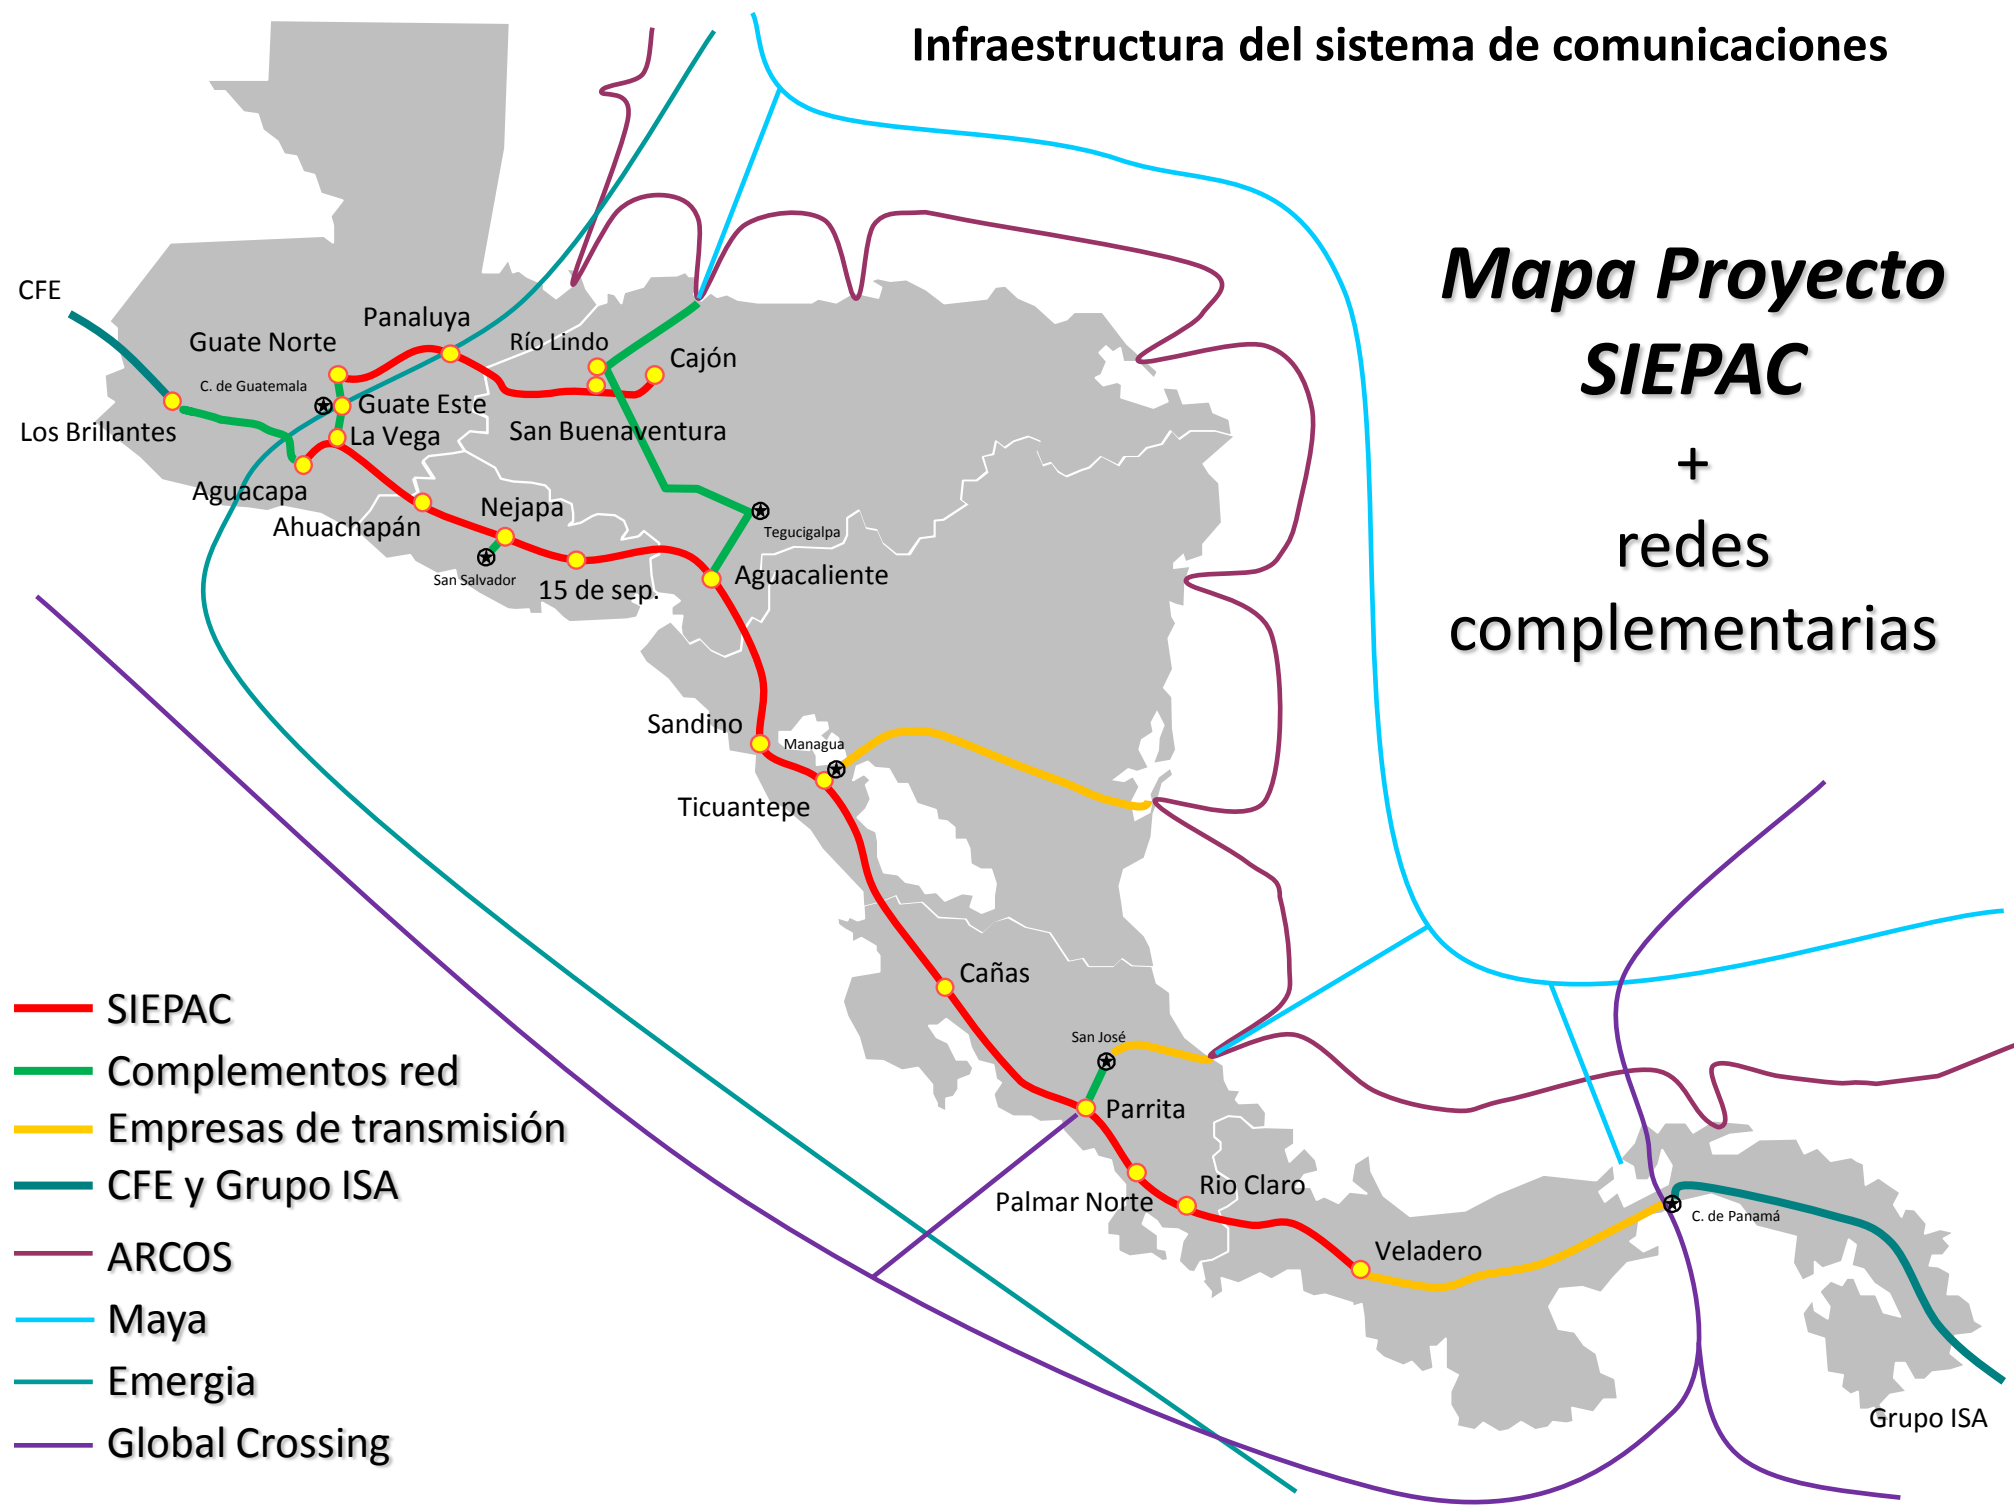 Infraestructura del sistema de comunicaciones
Mapa Proyecto
SIEPAC
+
redes
complementarias
CFE
Panaluya
Guate Norte
Río Lindo
Cajón
C. de Guatemala
Guate Este
Los Brillantes
La Vega
San Buenaventura
Aguacapa
Ahuachapán
Nejapa
Tegucigalpa
San Salvador
15 de sep.
Aguacaliente
Sandino
Managua
Ticuantepe
Cañas
San José
Parrita
Palmar Norte
Rio Claro
C. de Panamá
Veladero
Grupo ISA
SIEPAC
Complementos red
Empresas de transmisión
CFE y Grupo ISA
ARCOS
Maya
Emergia
Global Crossing